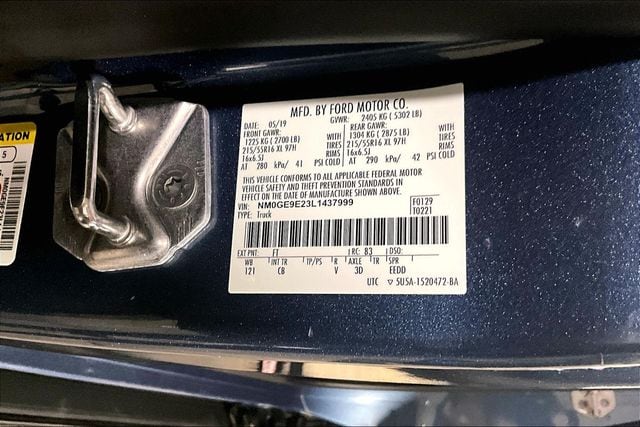 MFD. BY FORD MOTOR CO.
05/19 GVWR: 2405 KG ( 5302 LB)
FRONT GAWR: WITH REAR GAWR: WITH
1225 KG ( 2700 LB) TIRES 1304 KG ( 2875 LB) TIRES
215/55R16 XL 97H RIMS 215/55R16 XL 97H RIMS
16x6.5J 16x6.5J
AT 280 kPa/ 41 PSI COLD AT 290 kPa/ 42 PSI COLD
THIS VEHICLE CONFORMS TO ALL APPLICABLE FEDERAL MOTOR
VEHICLE SAFETY AND THEFT PREVENTION STANDARDS IN
EFFECT ON THE DATE OF MANUFACTURE SHOWN ABOVE.
VIN: NM0GE9E23L1437999 F0129
TYPE: Truck T0221
EXT PNT: FT RC: 83 DSO:
WB INT TR TP/PS R AXLE TR SPR
121 CB V 3D EEDD
UTC ▽ 5U5A-1520472-BA
ATION
5